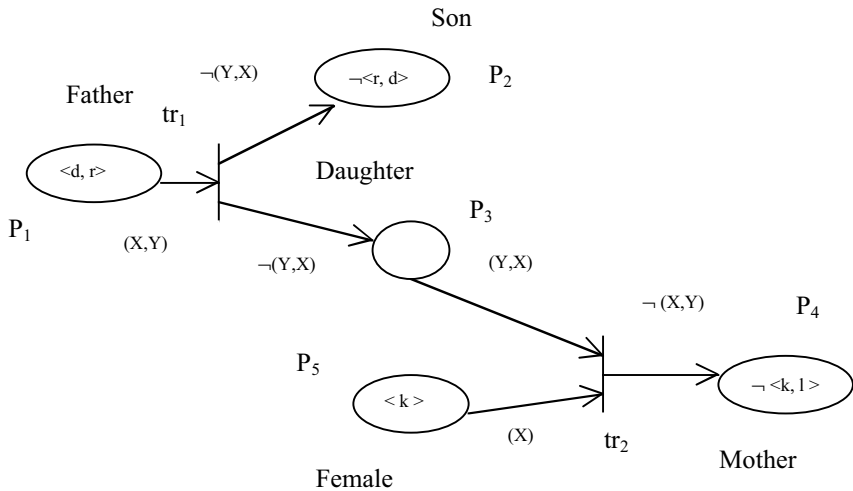 Son
¬(Y,X)
P2
¬<r, d>
Father
tr1
<d, r>
Daughter
P3
P1
(X,Y)
¬(Y,X)
(Y,X)
¬ (X,Y)
P4
P5
< k >
¬ <k, l >
(X)
tr2
Mother
Female